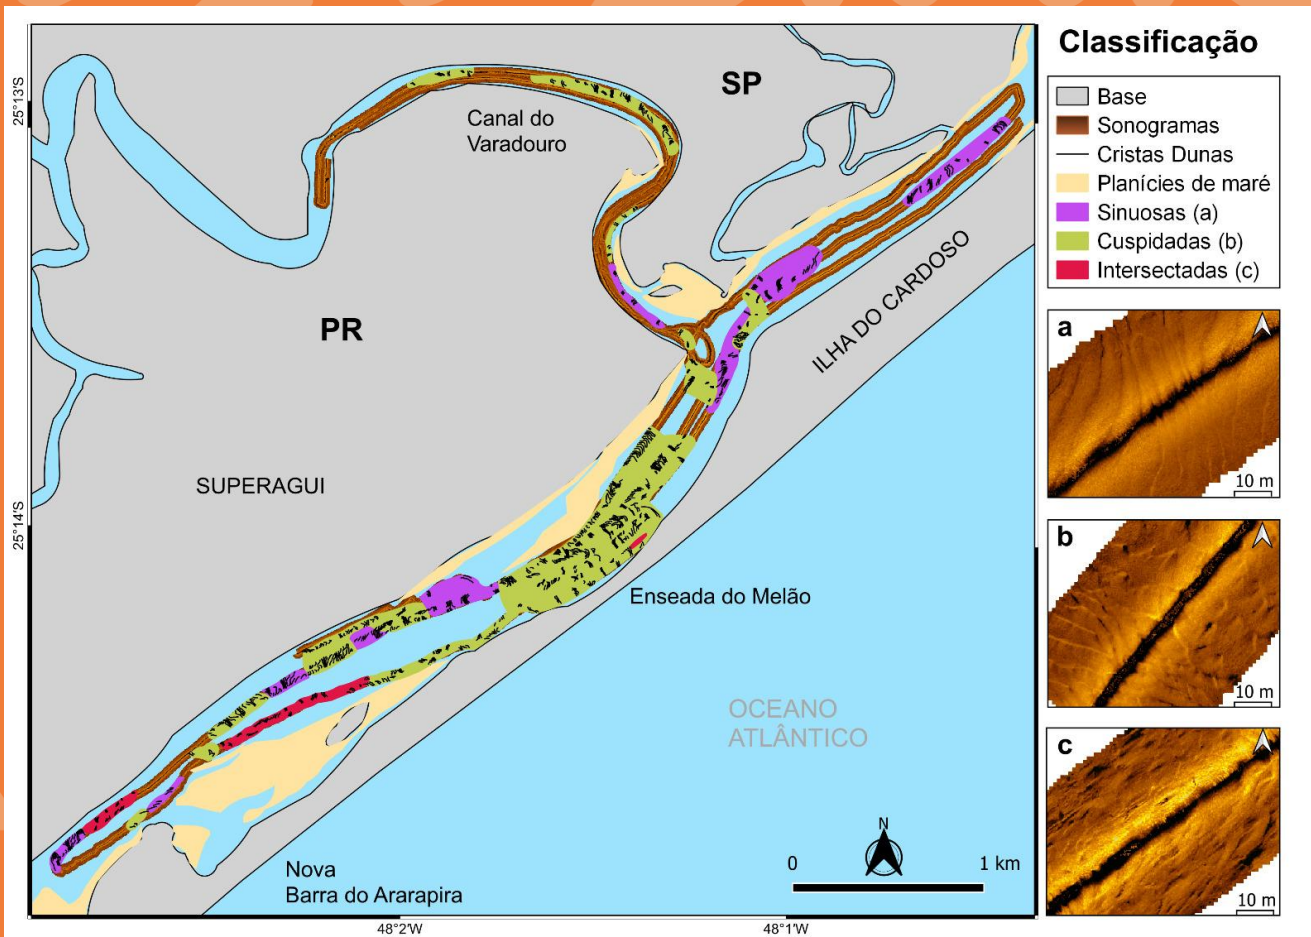 Classificação
Base
Sonogramas
Cristas Dunas
Planícies de maré
Sinuosas (a)
Cuspidadas (b)
Intersectadas (c)
SP
Canal do
Varadouro
PR
ILHA DO CARDOSO
SUPERAGUI
Enseada do Melão
OCEANO
ATLÂNTICO
Nova
Barra do Ararapira
N
0 1 km
25°13'S
25°14'S
48°2'W
48°1'W
a
10 m
b
10 m
c
10 m